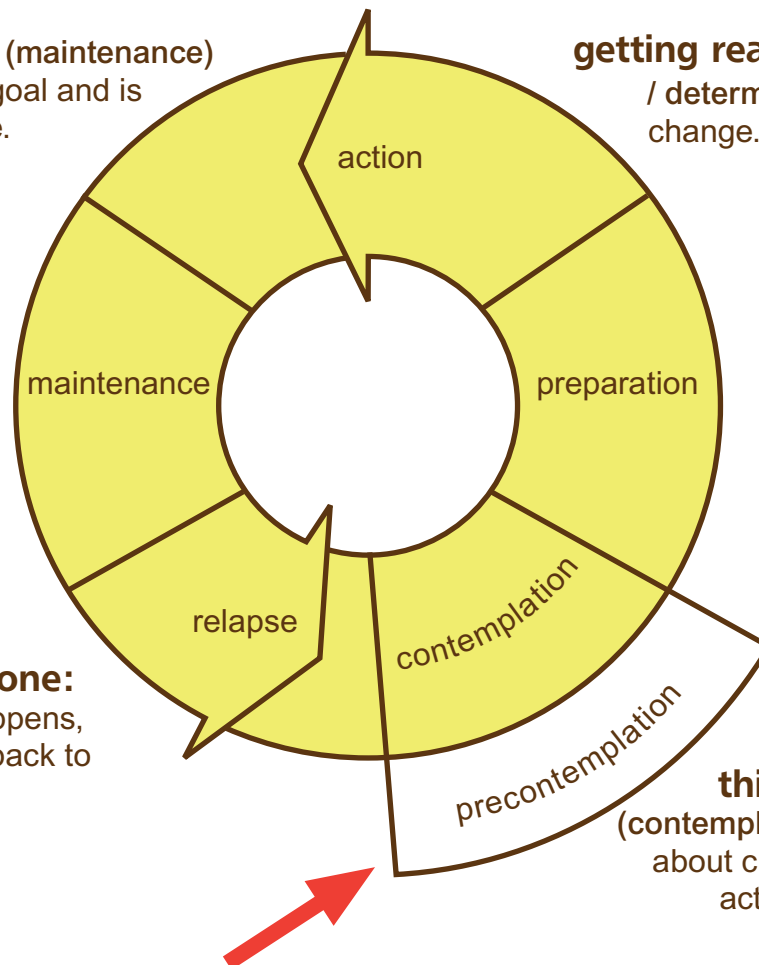 (maintenance)
goal and is
getting rea
/ determ
change.
action
maintenance
preparation
relapse
contemplation
precontemplation
one:
opens,
back to
thi
(contempl
about c
act